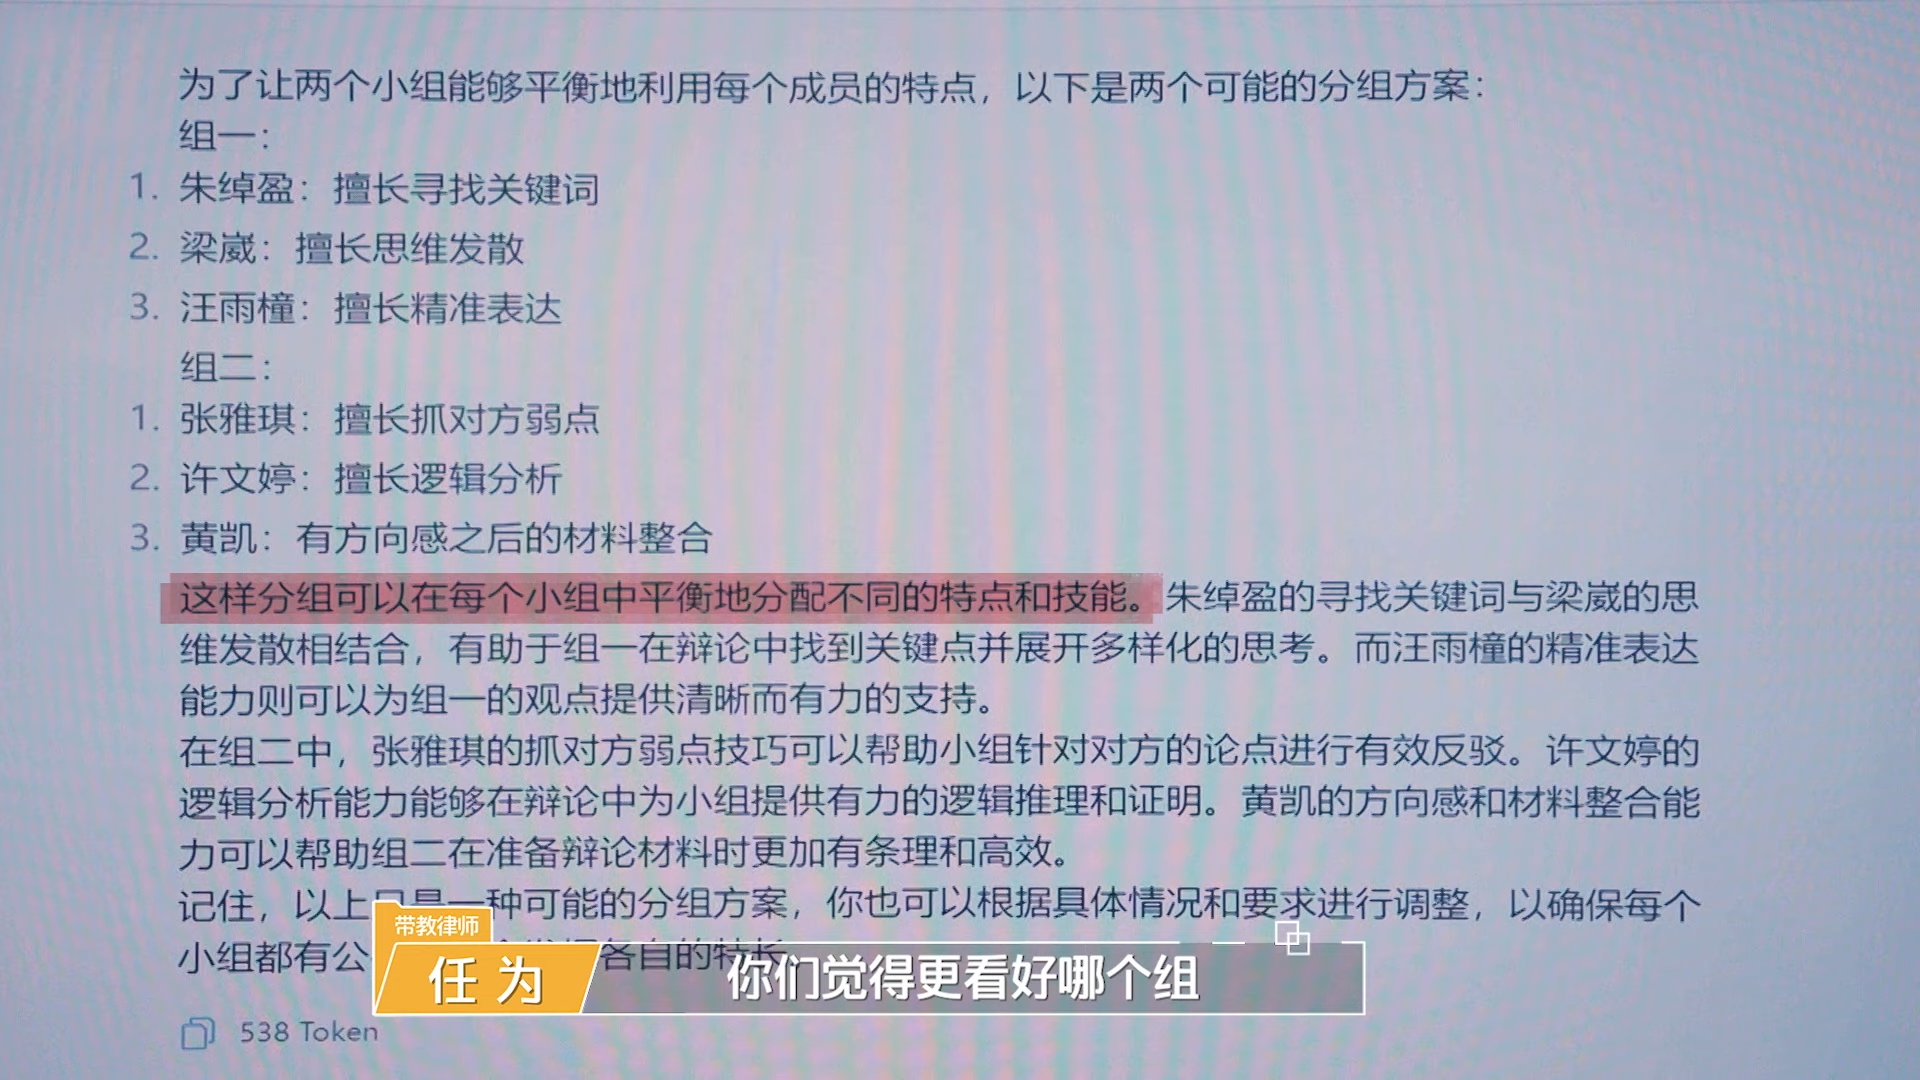 为了让两个小组能够平衡地利用每个成员的特点，以下是两个可能的分组方案：
组一：
1. 朱绰盈：擅长寻找关键词
2. 梁崴：擅长思维发散
3. 汪雨橦：擅长精准表达
组二：
1. 张雅琪：擅长抓对方弱点
2. 许文婷：擅长逻辑分析
3. 黄凯：有方向感之后的材料整合
这样分组可以在每个小组中平衡地分配不同的特点和技能。朱绰盈的寻找关键词与梁崴的思
维发散相结合，有助于组一在辩论中找到关键点并展开多样化的思考。而汪雨橦的精准表达
能力则可以为组一的观点提供清晰而有力的支持。
在组二中，张雅琪的抓对方弱点技巧可以帮助小组针对对方的论点进行有效反驳。许文婷的
逻辑分析能力能够在辩论中为小组提供有力的逻辑推理和证明。黄凯的方向感和材料整合能
力可以帮助组二在准备辩论材料时更加有条理和高效。
记住，以上是一种可能的分组方案，你也可以根据具体情况和要求进行调整，以确保每个
小组都有公各自的特长
带教律师
任为
你们觉得更看好哪个组
538 Token